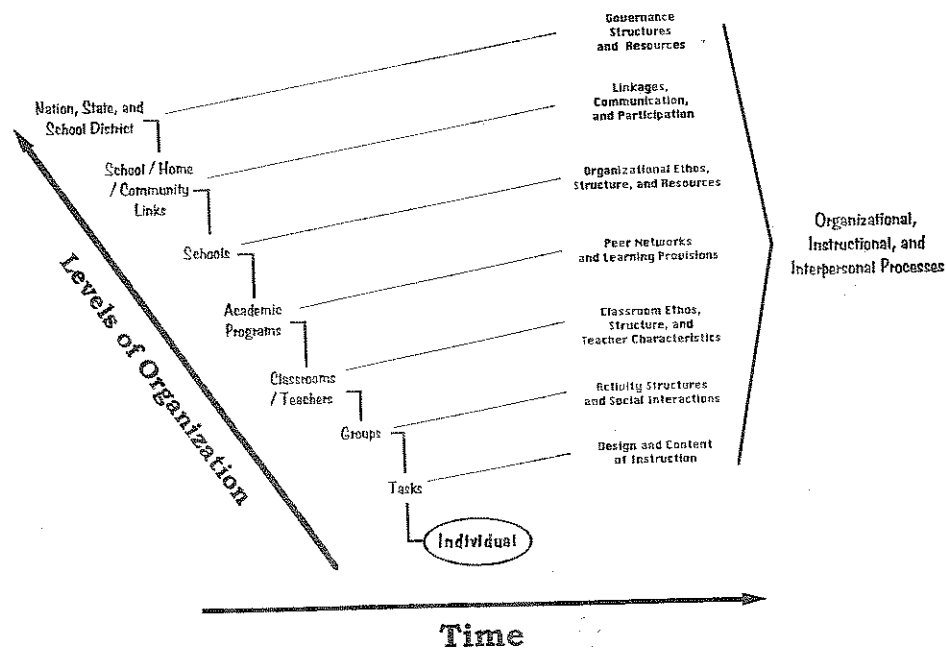 Governance
Structures
and Resources
Nation, State, and
School District
Linkages,
Communication,
and Participation
School / Home
/ Community
Links
Organizational Ethos,
Structure, and Resources
Schools
Organizational,
Instructional, and
Interpersonal Processes
Peer Networks
and Learning Provisions
Academic
Programs
Classroom Ethos,
Structure, and
Teacher Characteristics
Classrooms
/ Teachers
Activity Structures
and Social Interactions
Groups
Design and Content
of Instruction
Tasks
Individual
Levels of Organization
Time